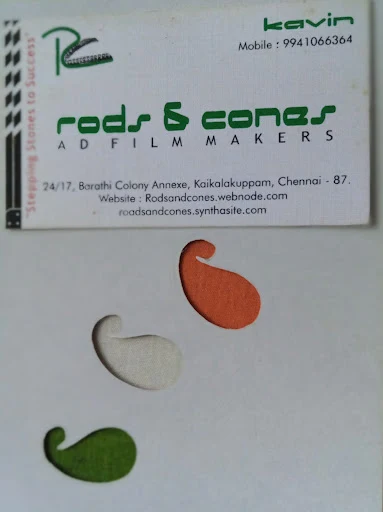 kavin
Mobile : 9941066364
"Stepping Stones to Success"
rods & cones
AD FILM MAKERS
24/17, Barathi Colony Annexe, Kaikalakuppam, Chennai - 87.
Website : Rodsandcones.webnode.com
roadsandcones.synthasite.com